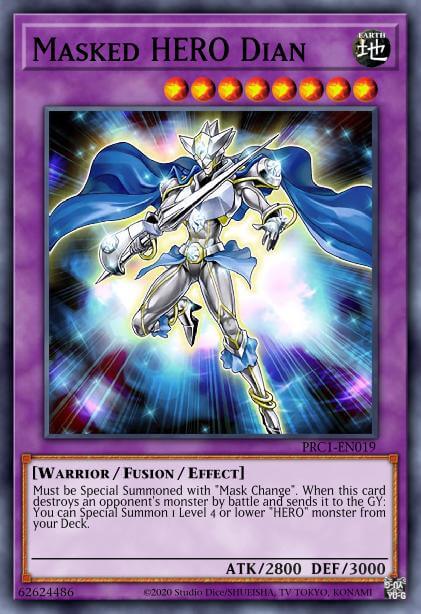 Masked HERO Dian
EARTH
地
PRC1-EN019
[Warrior / Fusion / Effect]
Must be Special Summoned with "Mask Change". When this card
destroys an opponent's monster by battle and sends it to the GY:
You can Special Summon 1 Level 4 or lower "HERO" monster from
your Deck.
ATK/2800 DEF/3000
62624486
©2020 Studio Dice/SHUEISHA, TV TOKYO, KONAMI